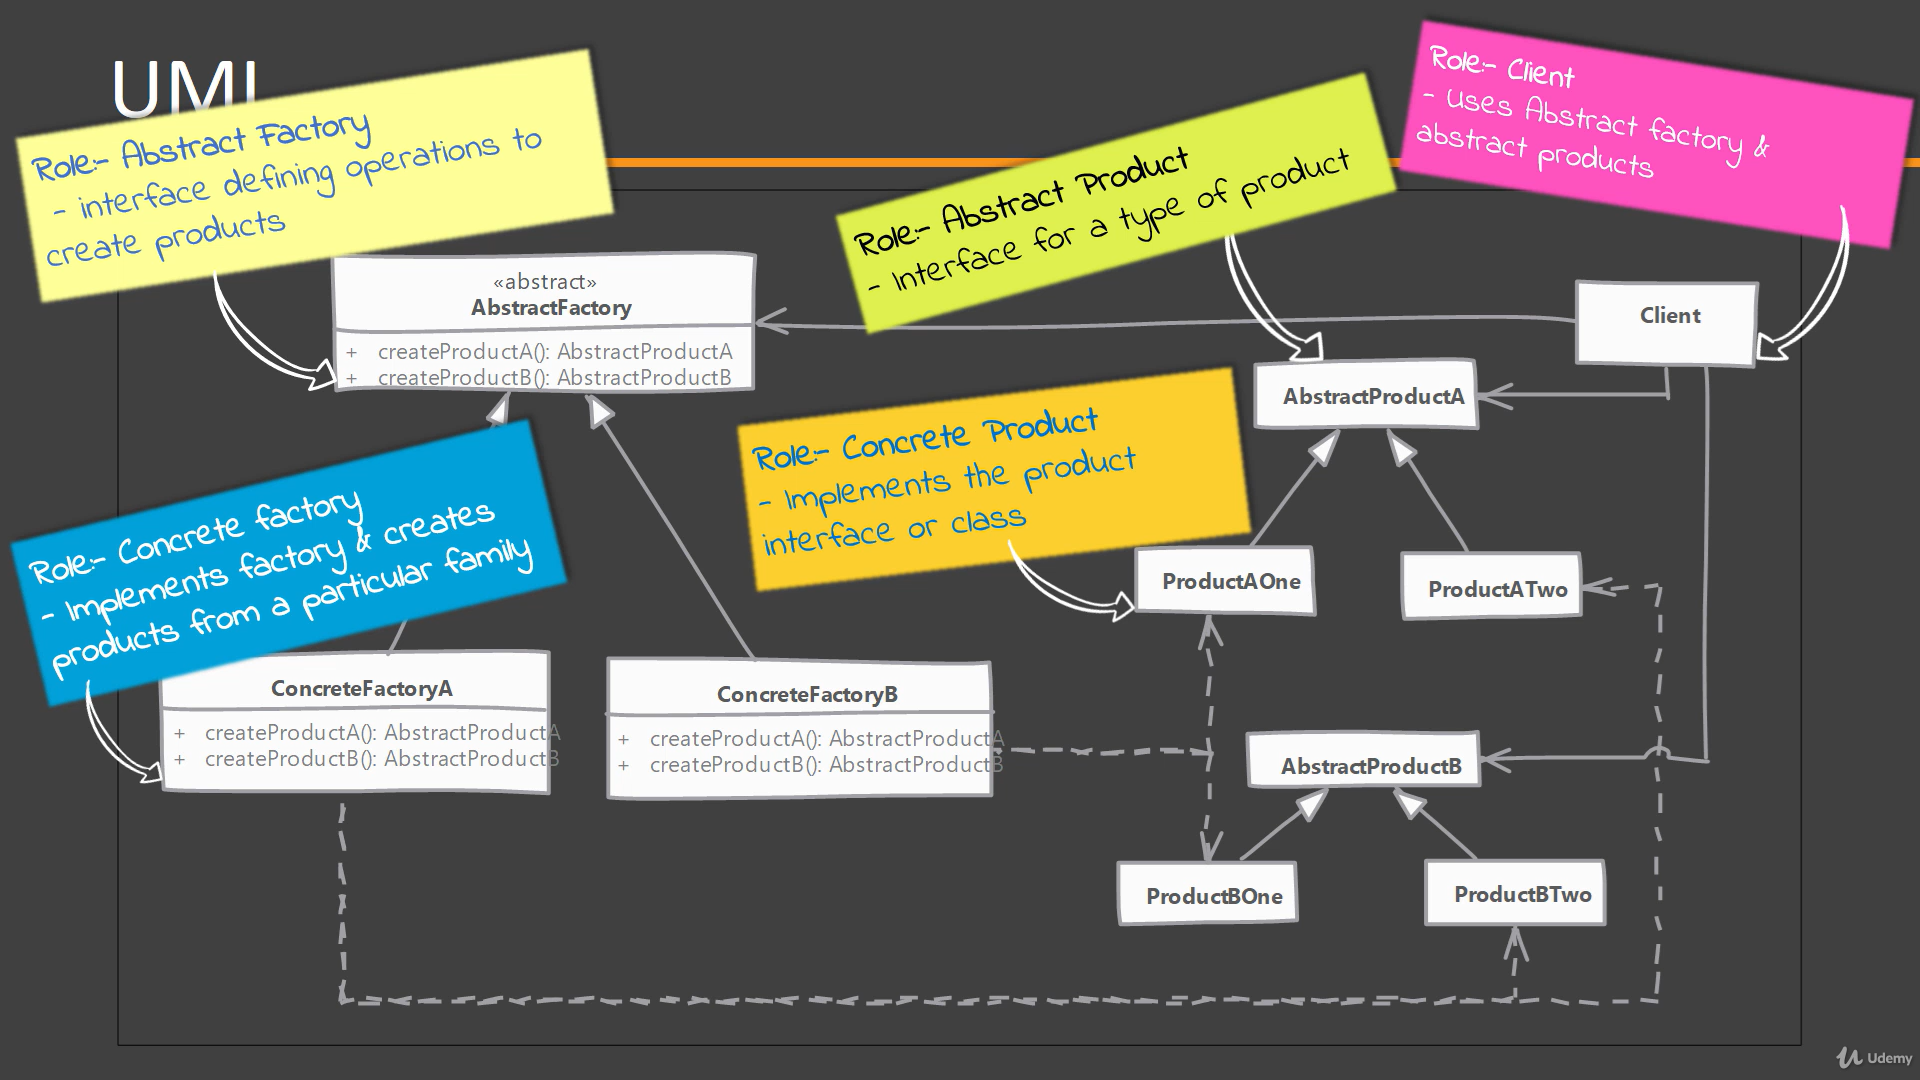 UML
Role:- Abstract Factory
- interface defining operations to
create products
Role:- Abstract Product
- Interface for a type of product
Role:- Client
- uses Abstract factory &
abstract products
«abstract»
AbstractFactory
+ createProductA(): AbstractProductA
+ createProductB(): AbstractProductB
Client
AbstractProductA
Role:- Concrete Product
- Implements the product
interface or class
Role:- Concrete factory
- Implements factory & creates
products from a particular family
ProductAOne
ProductATwo
ConcreteFactoryA
+ createProductA(): AbstractProductA
+ createProductB(): AbstractProductB
ConcreteFactoryB
+ createProductA(): AbstractProductA
+ createProductB(): AbstractProductB
AbstractProductB
ProductBOne
ProductBTwo
Udemy